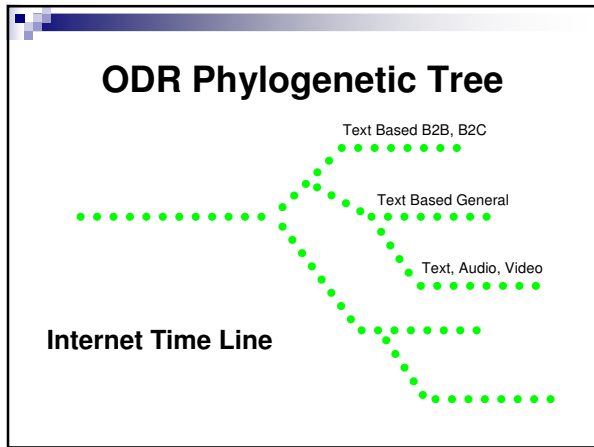 ODR Phylogenetic Tree
Text Based B2B, B2C
Text Based General
Text, Audio, Video
Internet Time Line